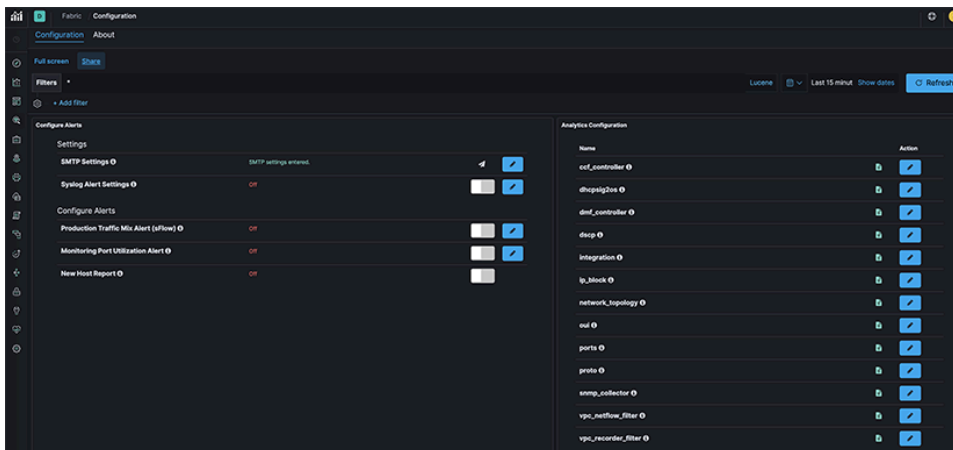 D Fabric Configuration
Configuration About
Full screen Share
Filters *
Lucene Last 15 minut Show dates Refresh
+ Add filter
Configure Alerts
Settings
SMTP Settings SMTP settings entered.
Syslog Alert Settings Off
Configure Alerts
Production Traffic Mix Alert (sFlow) Off
Monitoring Port Utilization Alert Off
New Host Report Off
Analytics Configuration
Name Action
ccf_controller
dhcpsig2os
dmf_controller
dscp
integration
ip_block
network_topology
oui
ports
proto
snmp_collector
vpc_netflow_filter
vpc_recorder_filter